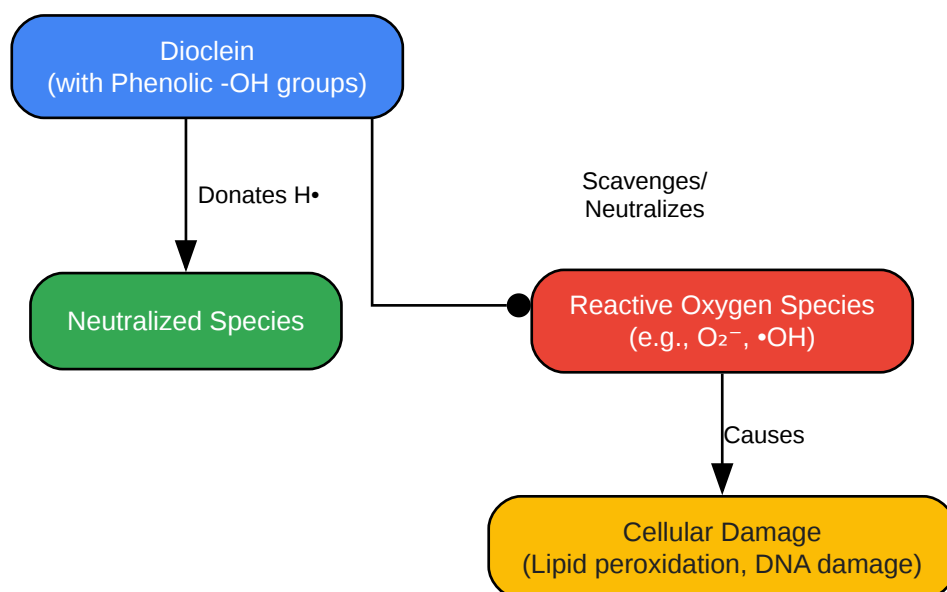 Dioclein
(with Phenolic -OH groups)
Donates H•
Scavenges/
Neutralizes
Neutralized Species
Reactive Oxygen Species
(e.g., O₂⁻, •OH)
Causes
Cellular Damage
(Lipid peroxidation, DNA damage)